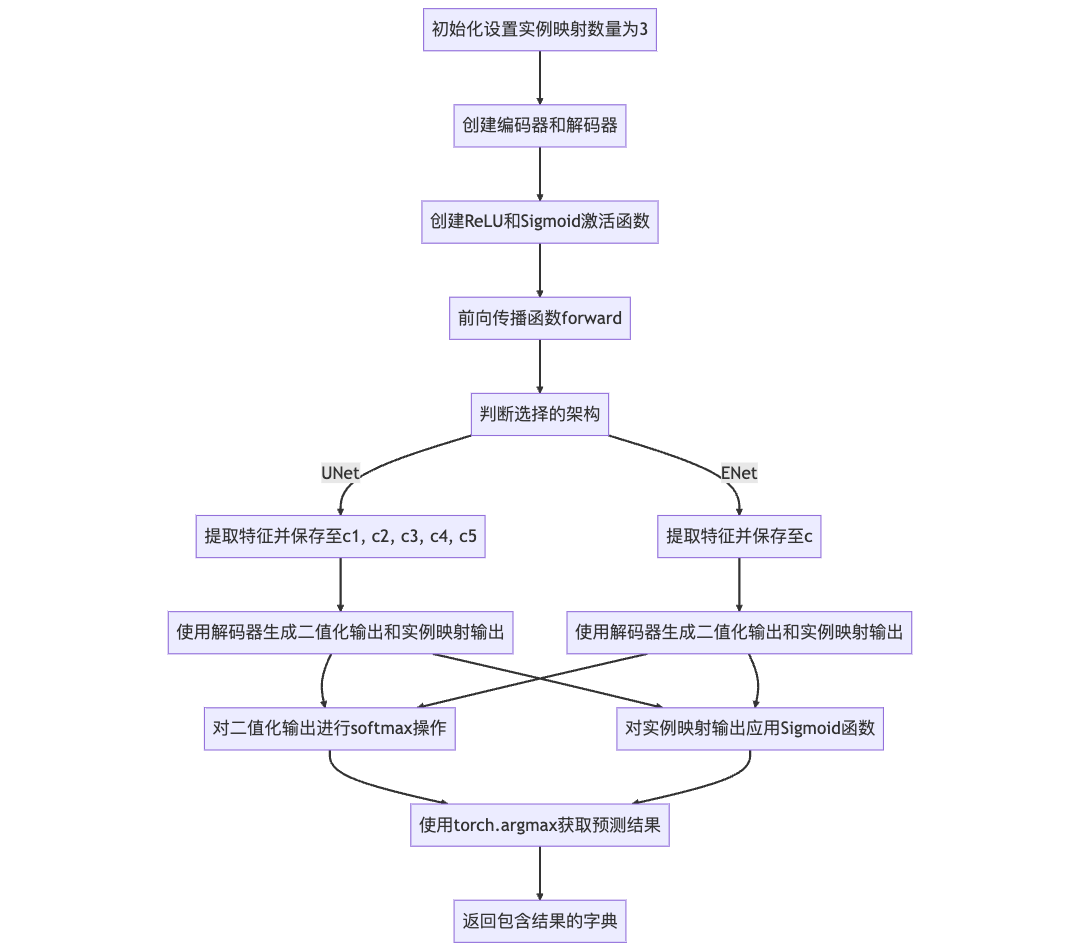 初始化设置实例映射数量为3
创建编码器和解码器
创建ReLU和Sigmoid激活函数
前向传播函数forward
判断选择的架构
UNet
ENet
提取特征并保存至c1, c2, c3, c4, c5
提取特征并保存至c
使用解码器生成二值化输出和实例映射输出
使用解码器生成二值化输出和实例映射输出
对二值化输出进行softmax操作
对实例映射输出应用Sigmoid函数
使用torch.argmax获取预测结果
返回包含结果的字典